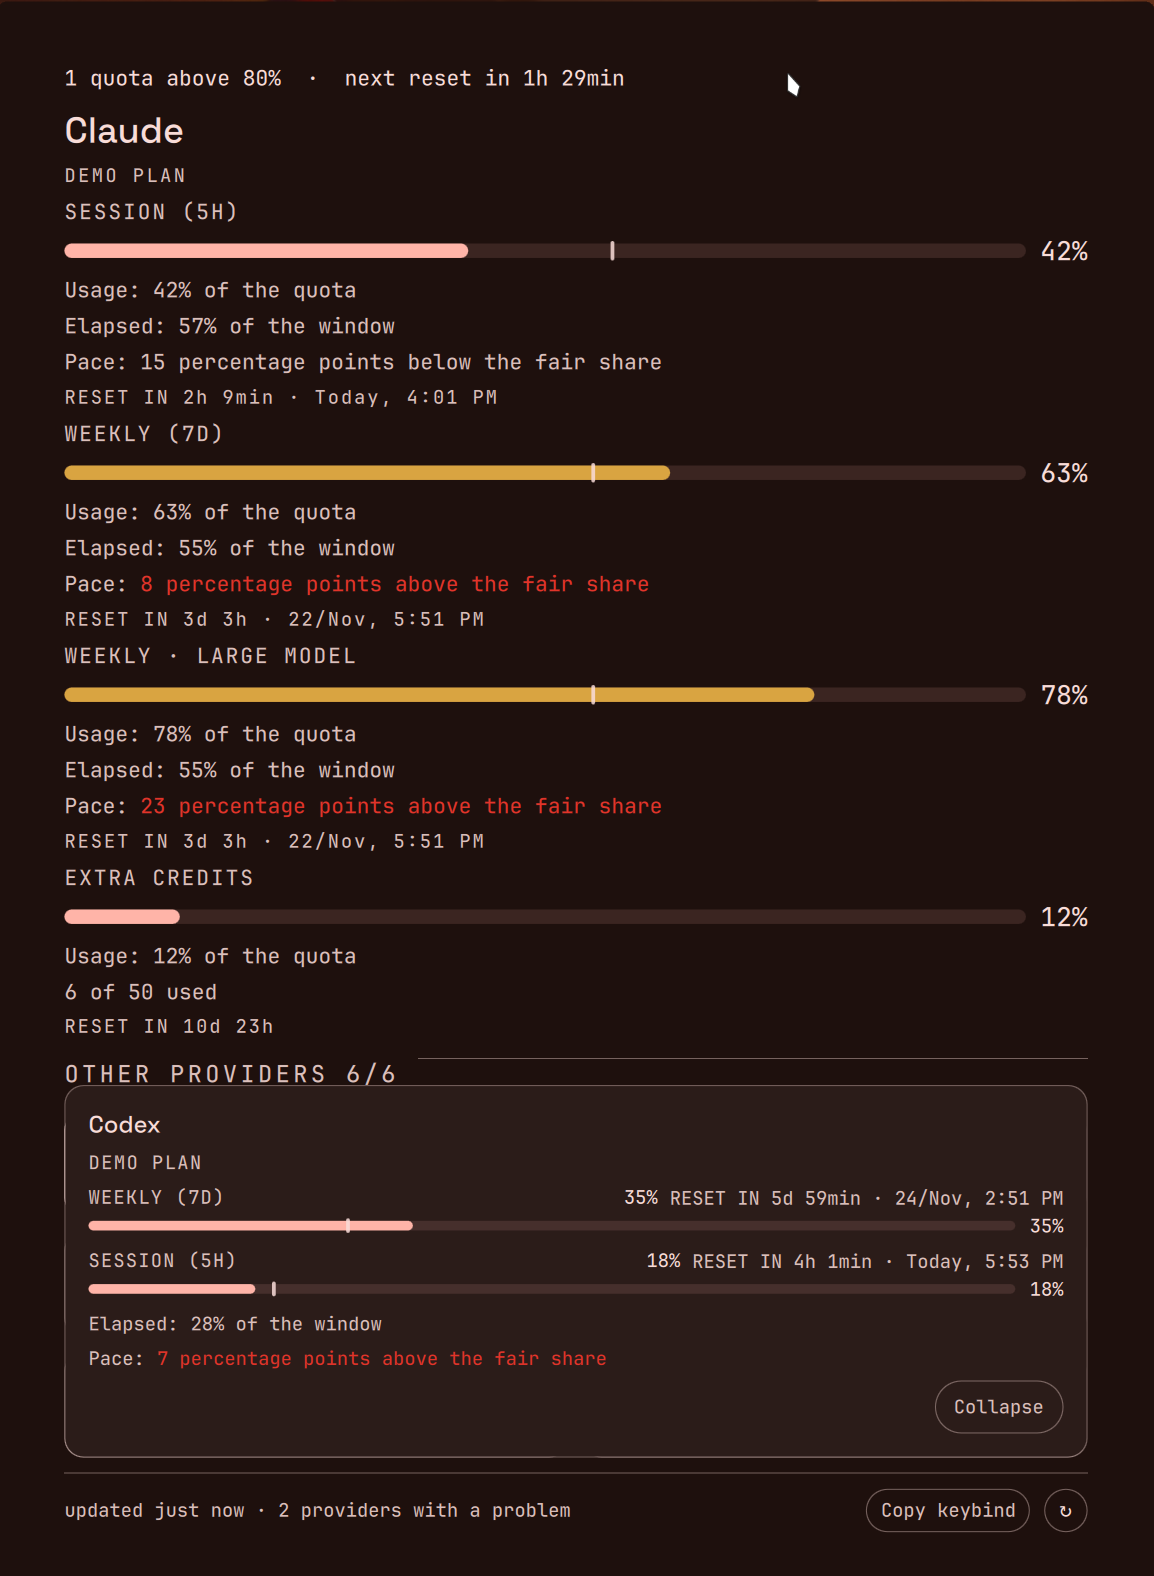 1 quota above 80%  ·  next reset in 1h 29min
Claude
DEMO PLAN
SESSION (5H)
42%
Usage: 42% of the quota
Elapsed: 57% of the window
Pace: 15 percentage points below the fair share
RESET IN 2h 9min · Today, 4:01 PM
WEEKLY (7D)
63%
Usage: 63% of the quota
Elapsed: 55% of the window
Pace: 8 percentage points above the fair share
RESET IN 3d 3h · 22/Nov, 5:51 PM
WEEKLY · LARGE MODEL
78%
Usage: 78% of the quota
Elapsed: 55% of the window
Pace: 23 percentage points above the fair share
RESET IN 3d 3h · 22/Nov, 5:51 PM
EXTRA CREDITS
12%
Usage: 12% of the quota
6 of 50 used
RESET IN 10d 23h
OTHER PROVIDERS 6/6
Codex
DEMO PLAN
WEEKLY (7D) 35% RESET IN 5d 59min · 24/Nov, 2:51 PM
35%
SESSION (5H) 18% RESET IN 4h 1min · Today, 5:53 PM
18%
Elapsed: 28% of the window
Pace: 7 percentage points above the fair share
Collapse
updated just now · 2 providers with a problem Copy keybind ↻